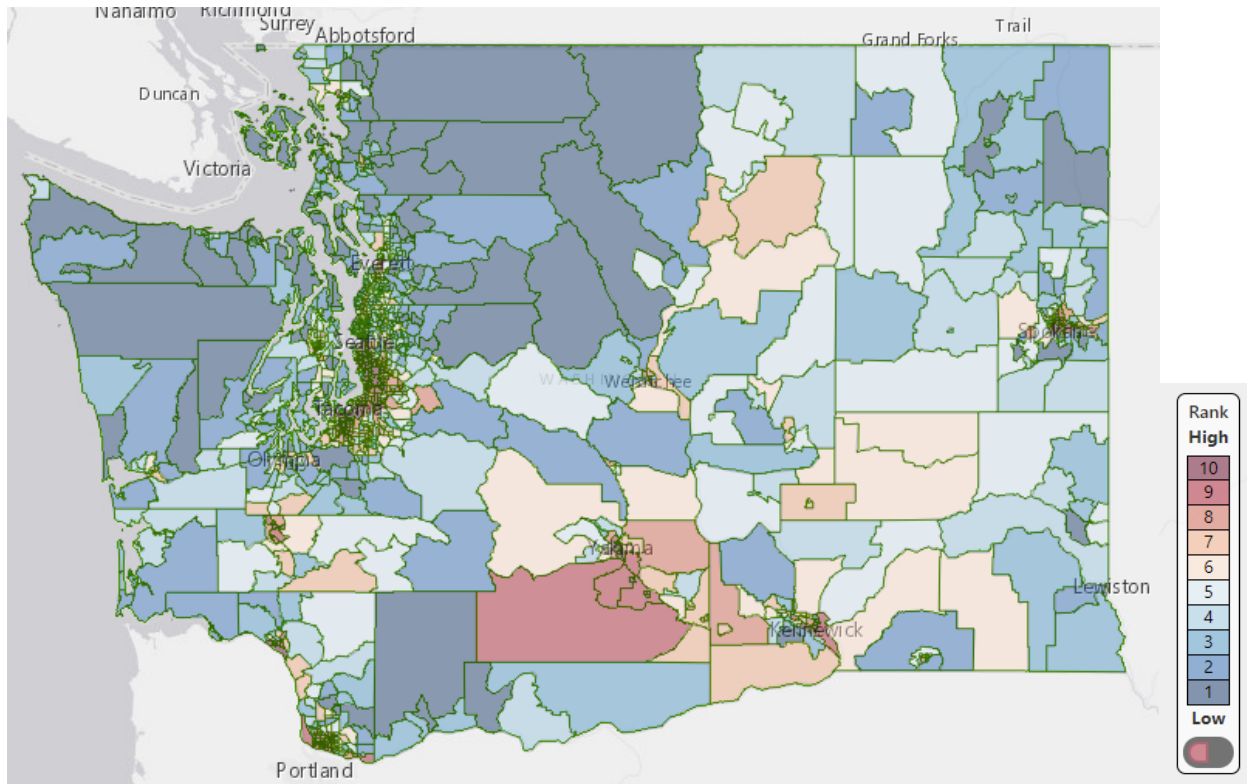 Nanaimo
Richmond
Surrey
Abbotsford
Grand Forks
Trail
Duncan
Victoria
Everett
Seattle
Spokane
WASHINGTON
Wenatchee
Tacoma
Olympia
Yakima
Kennewick
Lewiston
Portland
Rank
High
10
9
8
7
6
5
4
3
2
1
Low